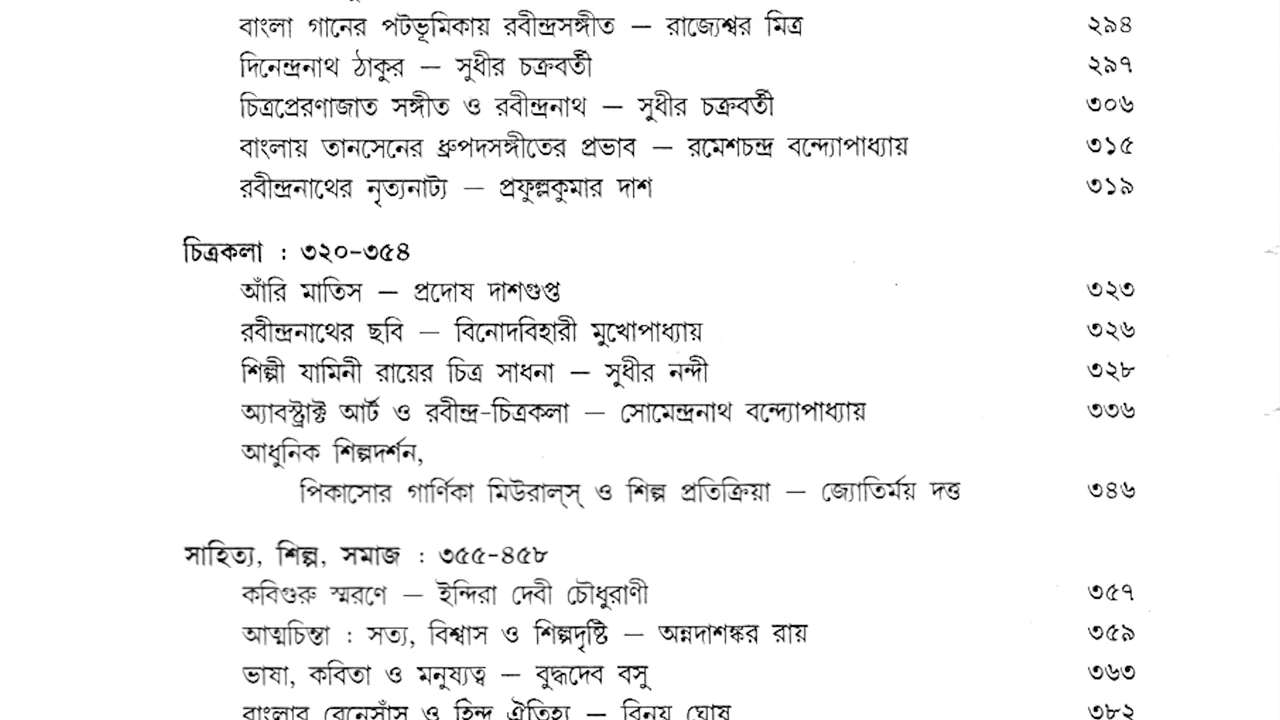 বাংলা গানের পটভূমিকায় রবীন্দ্রসঙ্গীত — রাজ্যেশ্বর মিত্র ২৯৪
দিনেন্দ্রনাথ ঠাকুর — সুধীর চক্রবর্তী ২৯৭
চিত্রপ্রেরণাজাত সঙ্গীত ও রবীন্দ্রনাথ — সুধীর চক্রবর্তী ৩০৬
বাংলায় তানসেনের ধ্রুপদসঙ্গীতের প্রভাব — রমেশচন্দ্র বন্দ্যোপাধ্যায় ৩১৫
রবীন্দ্রনাথের নৃত্যনাট্য — প্রফুল্লকুমার দাশ ৩১৯
চিত্রকলা : ৩২০-৩৫৪
আঁরি মাতিস — প্রদোষ দাশগুপ্ত ৩২৩
রবীন্দ্রনাথের ছবি — বিনোদবিহারী মুখোপাধ্যায় ৩২৬
শিল্পী যামিনী রায়ের চিত্র সাধনা — সুধীর নন্দী ৩২৮
অ্যাবস্ট্রাক্ট আর্ট ও রবীন্দ্র-চিত্রকলা — সোমেন্দ্রনাথ বন্দ্যোপাধ্যায় ৩৩৬
আধুনিক শিল্পদর্শন,
পিকাসোর গার্ণিকা মিউরাল্‌স্ ও শিল্প প্রতিক্রিয়া — জ্যোতির্ময় দত্ত ৩৪৬
সাহিত্য, শিল্প, সমাজ : ৩৫৫-৪৫৮
কবিগুরু স্মরণে — ইন্দিরা দেবী চৌধুরাণী ৩৫৭
আত্মচিন্তা : সত্য, বিশ্বাস ও শিল্পদৃষ্টি — অন্নদাশঙ্কর রায় ৩৫৯
ভাষা, কবিতা ও মনুষ্যত্ব — বুদ্ধদেব বসু ৩৬৩
বাংলার রেনেসাঁস ও হিন্দু ঐতিহ্য — বিনয় ঘোষ ৩৮২